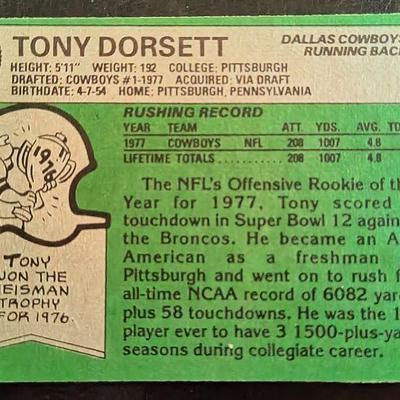 TONY DORSETT
DALLAS COWBOYS
RUNNING BACK
HEIGHT: 5'11" WEIGHT: 192 COLLEGE: PITTSBURGH
DRAFTED: COWBOYS #1-1977 ACQUIRED: VIA DRAFT
BIRTHDATE: 4-7-54 HOME: PITTSBURGH, PENNSYLVANIA
RUSHING RECORD
YEAR TEAM ATT. YDS. AVG.
1977 COWBOYS NFL 208 1007 4.8
LIFETIME TOTALS..... 208 1007 4.8
1976
TONY
WON THE
HEISMAN
TROPHY
FOR 1976.
The NFL's Offensive Rookie of the
Year for 1977, Tony scored
touchdown in Super Bowl 12 again
the Broncos. He became an A
American as a freshman
Pittsburgh and went on to rush f
all-time NCAA record of 6082 yar
plus 58 touchdowns. He was the 1
player ever to have 3 1500-plus-ya
seasons during collegiate career.